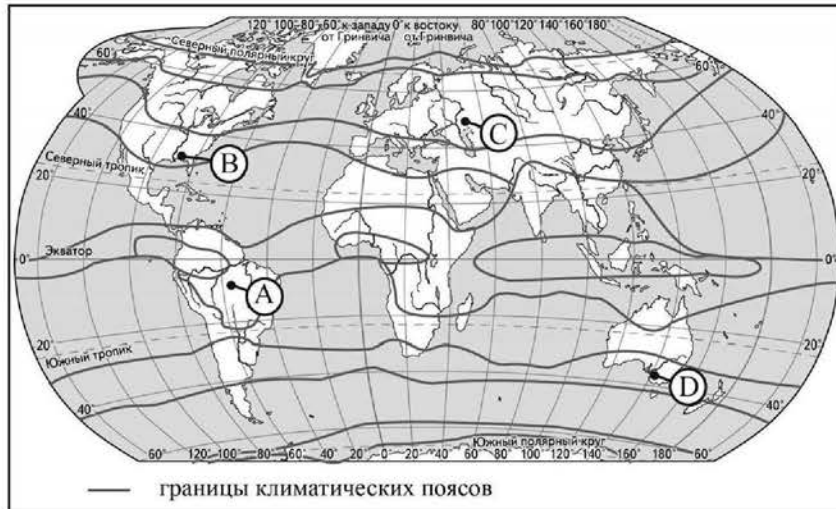 120° 100° 80° 60° к западу 0° к востоку 80° 100° 120° 140° 160° 180°
от Гринвича от Гринвича
Северный полярный круг
60° 60°
40° 40°
C
B
Северный тропик
20° 20°
Экватор 0° 0° 0°
A
20° 20°
Южный тропик
D
40° 40°
Южный полярный круг
60° 120° 100° 80° 60° 40° 20° 0° 20° 40° 60° 80° 100° 120° 140° 160° 180° 60°
границы климатических поясов